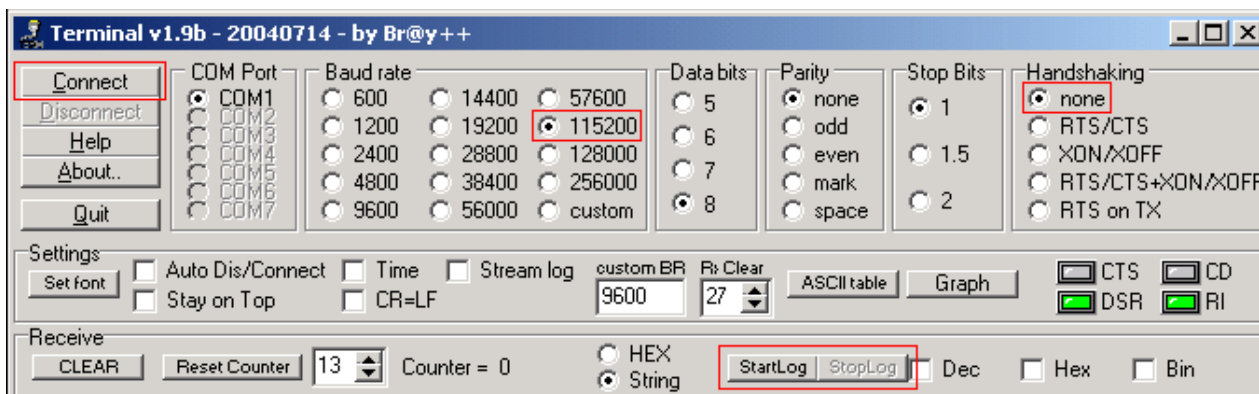 Terminal v1.9b - 20040714 - by Br@y++
Connect
Disconnect
Help
About..
Quit
COM Port
COM1
COM2
COM3
COM4
COM5
COM6
COM7
Baud rate
600 14400 57600
1200 19200 115200
2400 28800 128000
4800 38400 256000
9600 56000 custom
Data bits
5
6
7
8
Parity
none
odd
even
mark
space
Stop Bits
1
1.5
2
Handshaking
none
RTS/CTS
XON/XOFF
RTS/CTS+XON/XOFF
RTS on TX
Settings
Set font
Auto Dis/Connect Time Stream log
Stay on Top CR=LF
custom BR
9600
Rx Clear
27
ASCII table
Graph
CTS CD
DSR RI
Receive
CLEAR
Reset Counter
13
Counter = 0
HEX
String
StartLog StopLog
Dec Hex Bin